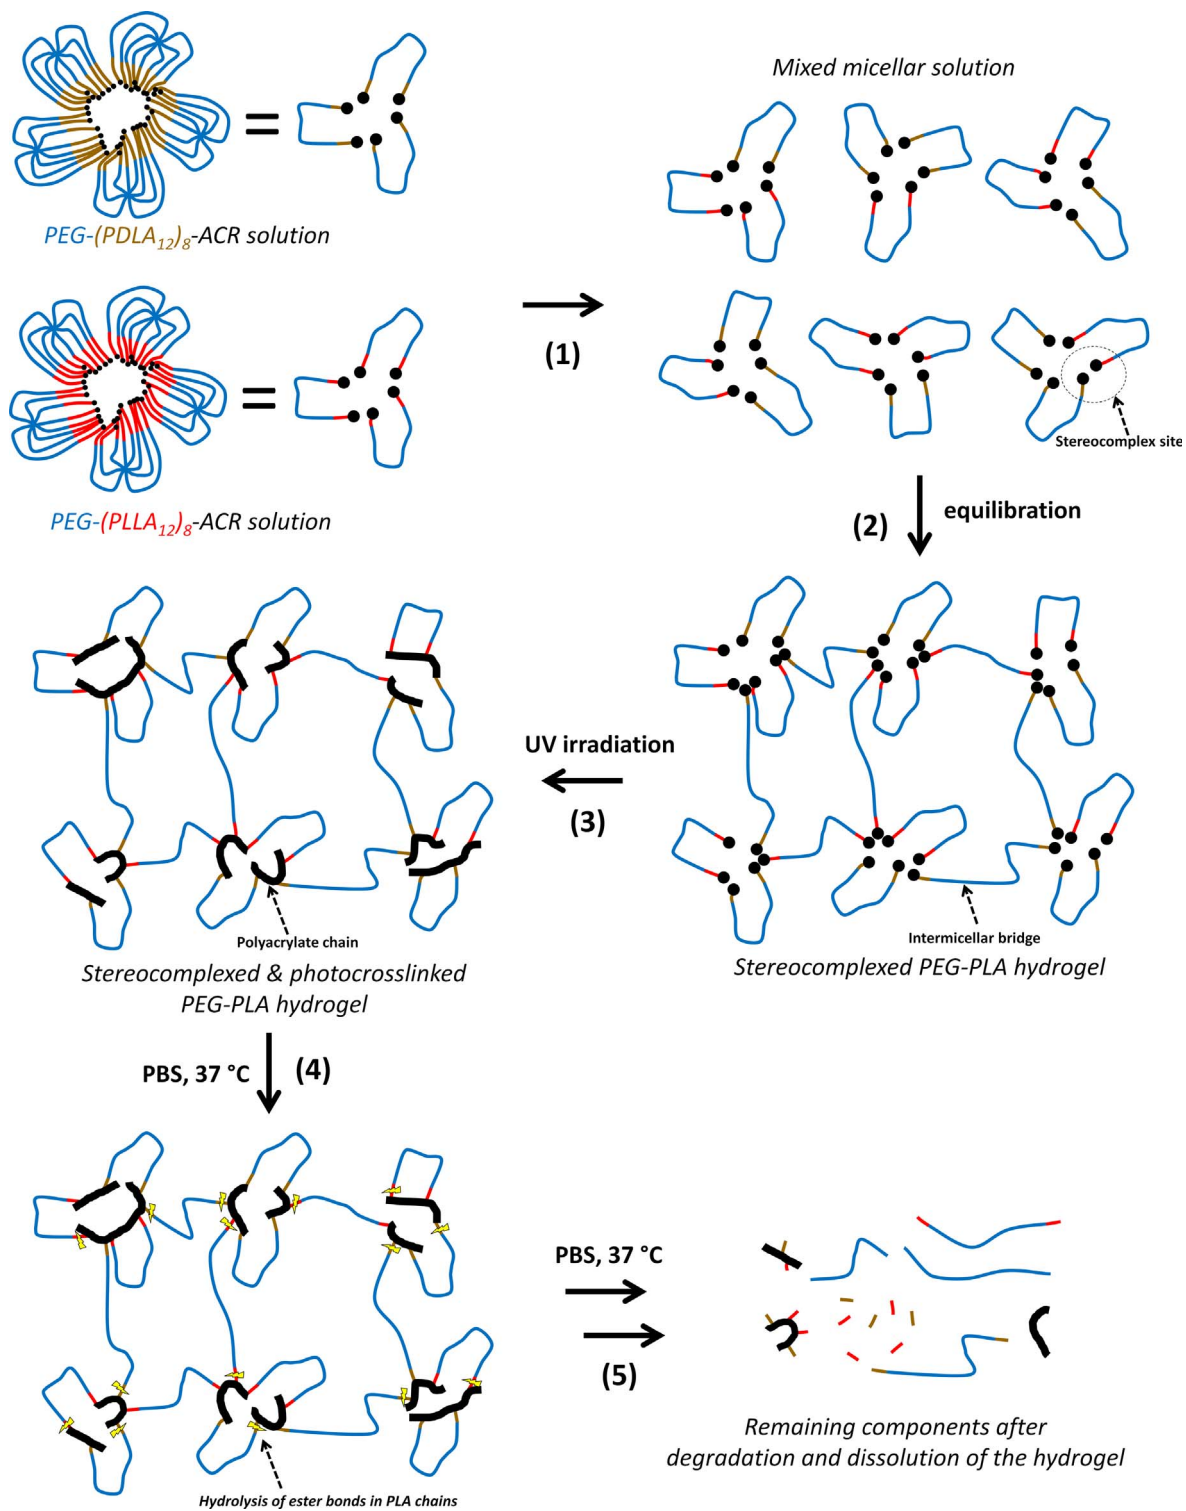 Mixed micellar solution
PEG-(PDLA₁₂)₈-ACR solution
(1)
Stereocomplex site
PEG-(PLLA₁₂)₈-ACR solution
(2)
equilibration
UV irradiation
(3)
Polyacrylate chain
Intermicellar bridge
Stereocomplexed & photocrosslinked
PEG-PLA hydrogel
Stereocomplexed PEG-PLA hydrogel
PBS, 37 °C
(4)
PBS, 37 °C
(5)
Remaining components after
degradation and dissolution of the hydrogel
Hydrolysis of ester bonds in PLA chains